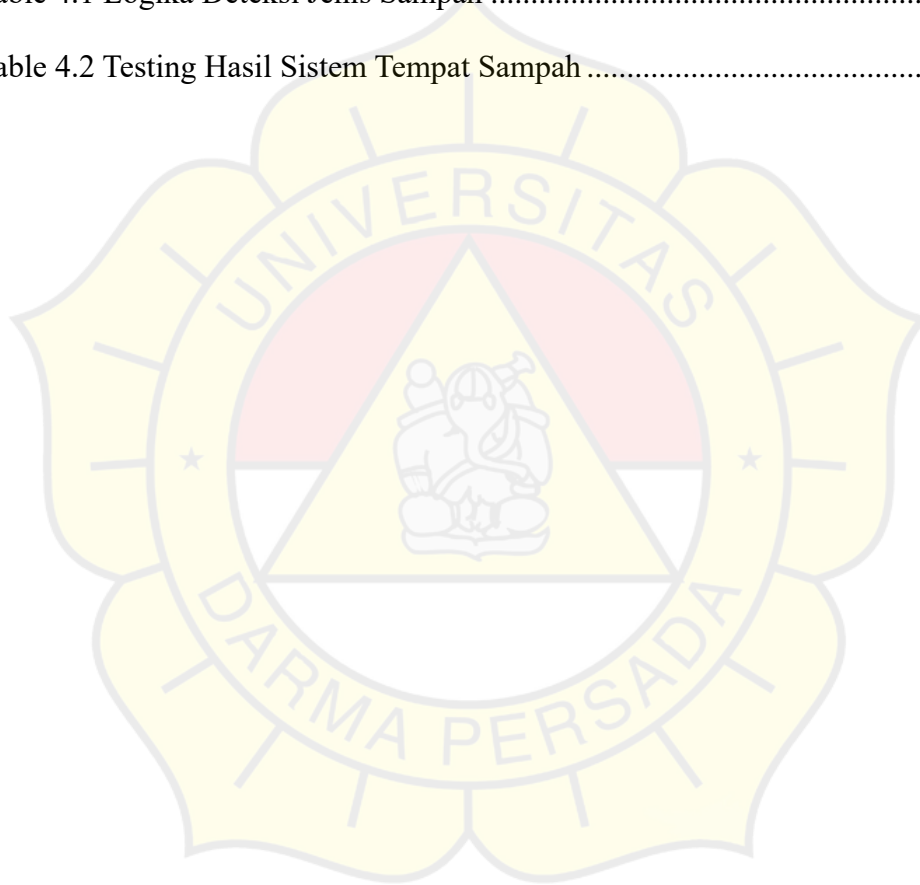 able 4.1 Logika Deteksi Jenis Sampah ......................................................
able 4.2 Testing Hasil Sistem Tempat Sampah ..........................................
UNIVERSITAS
DARMA PERSADA